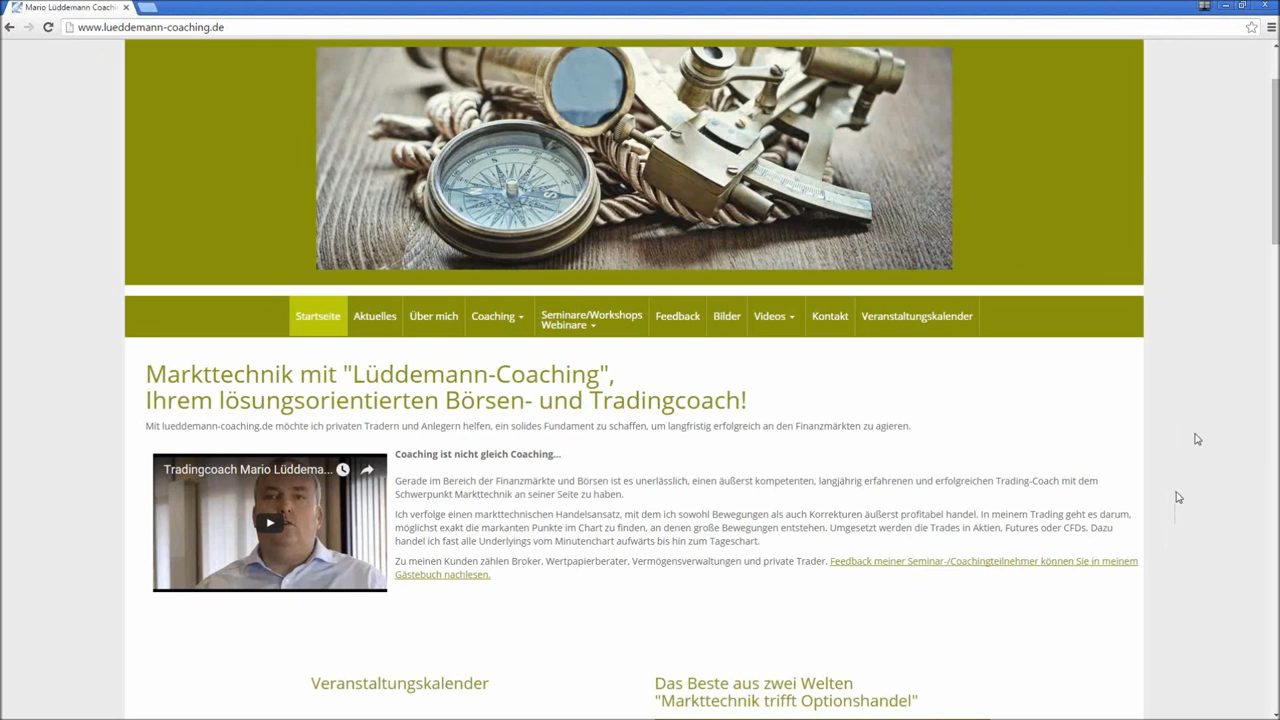 Mario Lüddemann Coachi
www.lueddemann-coaching.de
Startseite
Aktuelles
Über mich
Coaching
Seminare/Workshops
Webinare
Feedback
Bilder
Videos
Kontakt
Veranstaltungskalender
Markttechnik mit "Lüddemann-Coaching",
Ihrem lösungsorientierten Börsen- und Tradingcoach!
Mit lueddemann-coaching.de möchte ich privaten Tradern und Anlegern helfen, ein solides Fundament zu schaffen, um langfristig erfolgreich an den Finanzmärkten zu agieren.
Tradingcoach Mario Lüddema...
Coaching ist nicht gleich Coaching...
Gerade im Bereich der Finanzmärkte und Börsen ist es unerlässlich, einen äußerst kompetenten, langjährig erfahrenen und erfolgreichen Trading-Coach mit dem
Schwerpunkt Markttechnik an seiner Seite zu haben.
Ich verfolge einen markttechnischen Handelsansatz, mit dem ich sowohl Bewegungen als auch Korrekturen äußerst profitabel handel. In meinem Trading geht es darum,
möglichst exakt die markanten Punkte im Chart zu finden, an denen große Bewegungen entstehen. Umgesetzt werden die Trades in Aktien, Futures oder CFDs. Dazu
handel ich fast alle Underlyings vom Minutenchart aufwärts bis hin zum Tageschart.
Zu meinen Kunden zählen Broker, Wertpapierberater, Vermögensverwaltungen und private Trader. Feedback meiner Seminar-/Coachingteilnehmer können Sie in meinem
Gästebuch nachlesen.
Veranstaltungskalender
Das Beste aus zwei Welten
"Markttechnik trifft Optionshandel"